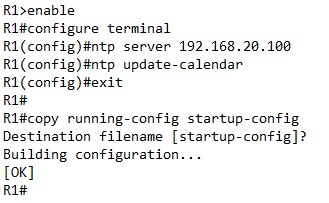 R1>enable
R1#configure terminal
R1(config)#ntp server 192.168.20.100
R1(config)#ntp update-calendar
R1(config)#exit
R1#
R1#copy running-config startup-config
Destination filename [startup-config]?
Building configuration...
[OK]
R1#